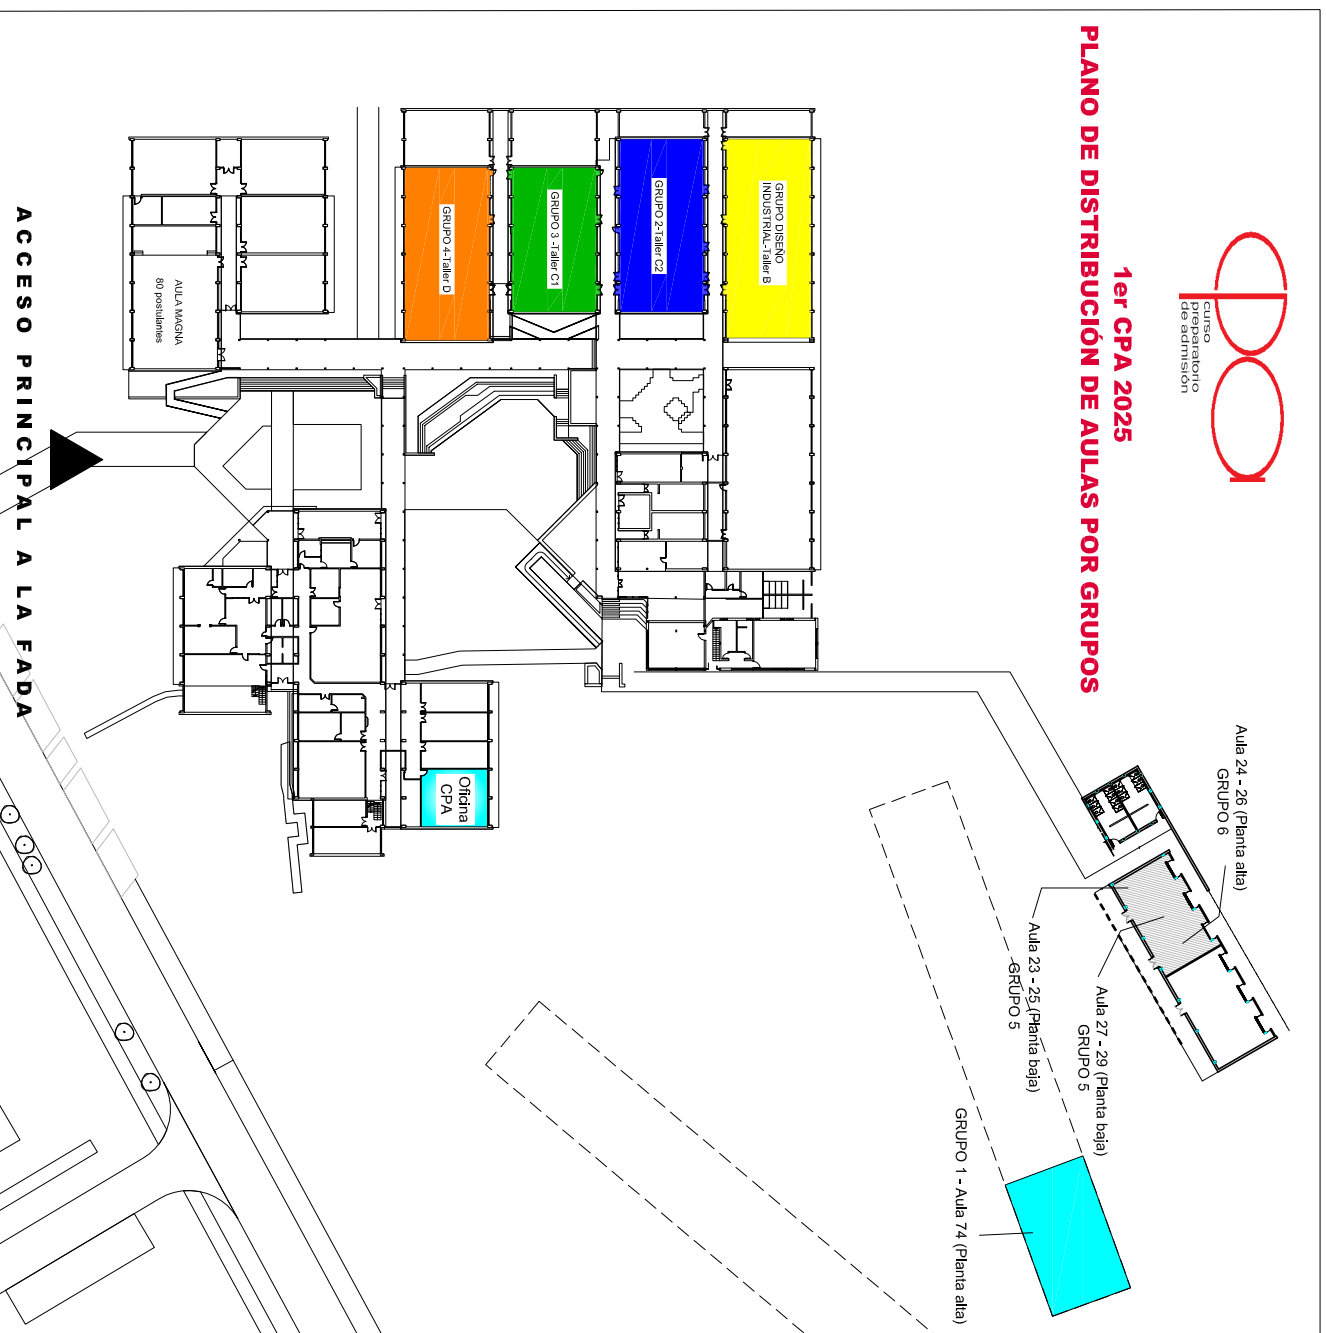 cpa
curso
preparatorio
de admisión
1er CPA 2025
PLANO DE DISTRIBUCIÓN DE AULAS POR GRUPOS
GRUPO DISEÑO
INDUSTRIAL-Taller B
GRUPO 2-Taller C2
GRUPO 3 -Taller C1
GRUPO 4-Taller D
AULA MAGNA
80 postulantes
Oficina
CPA
Aula 24 - 26 (Planta alta)
GRUPO 6
Aula 27 - 29 (Planta baja)
GRUPO 5
Aula 23 - 25 (Planta baja)
GRUPO 5
GRUPO 1 - Aula 74 (Planta alta)
ACCESO PRINCIPAL A LA FADA